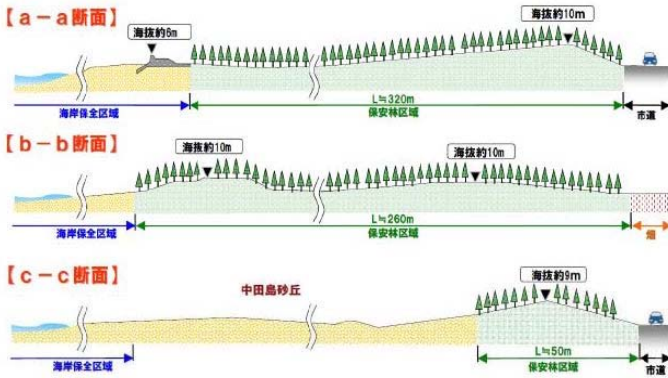 【a-a断面】
海抜約6m
海抜約10m
L≒320m
海岸保全区域
保安林区域
市道
【b-b断面】
海抜約10m
海抜約10m
L≒260m
海岸保全区域
保安林区域
畑
【c-c断面】
中田島砂丘
海抜約9m
L≒50m
海岸保全区域
保安林区域
市道